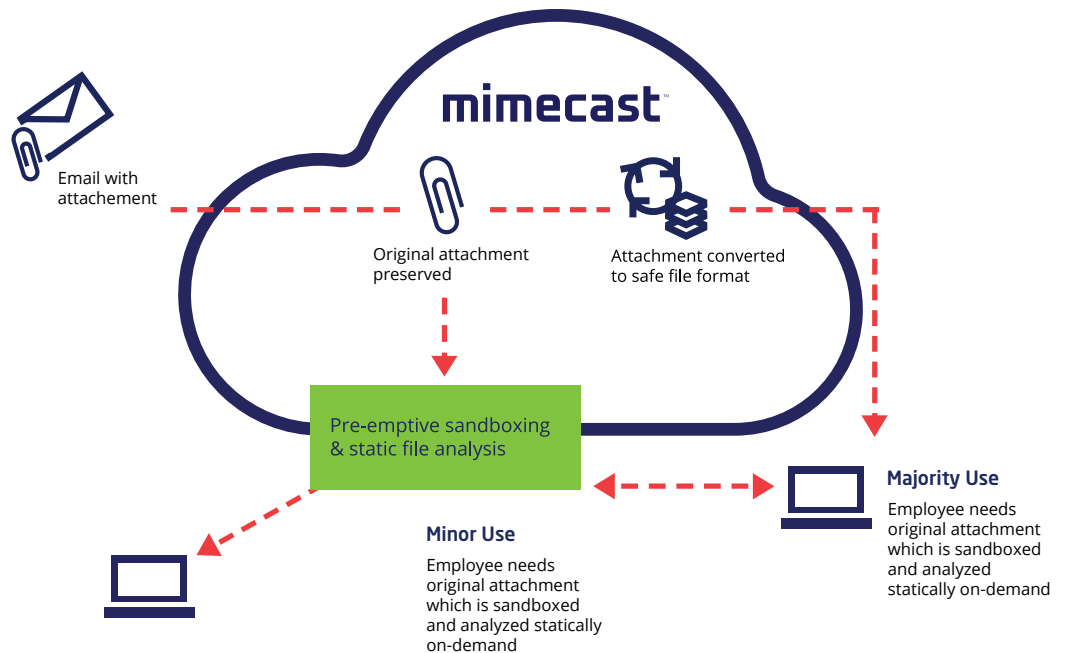 mimecast™
Email with
attachement
Original attachment
preserved
Attachment converted
to safe file format
Pre-emptive sandboxing
& static file analysis
Majority Use
Employee needs
original attachment
which is sandboxed
and analyzed
statically on-demand
Minor Use
Employee needs
original attachment
which is sandboxed
and analyzed statically
on-demand